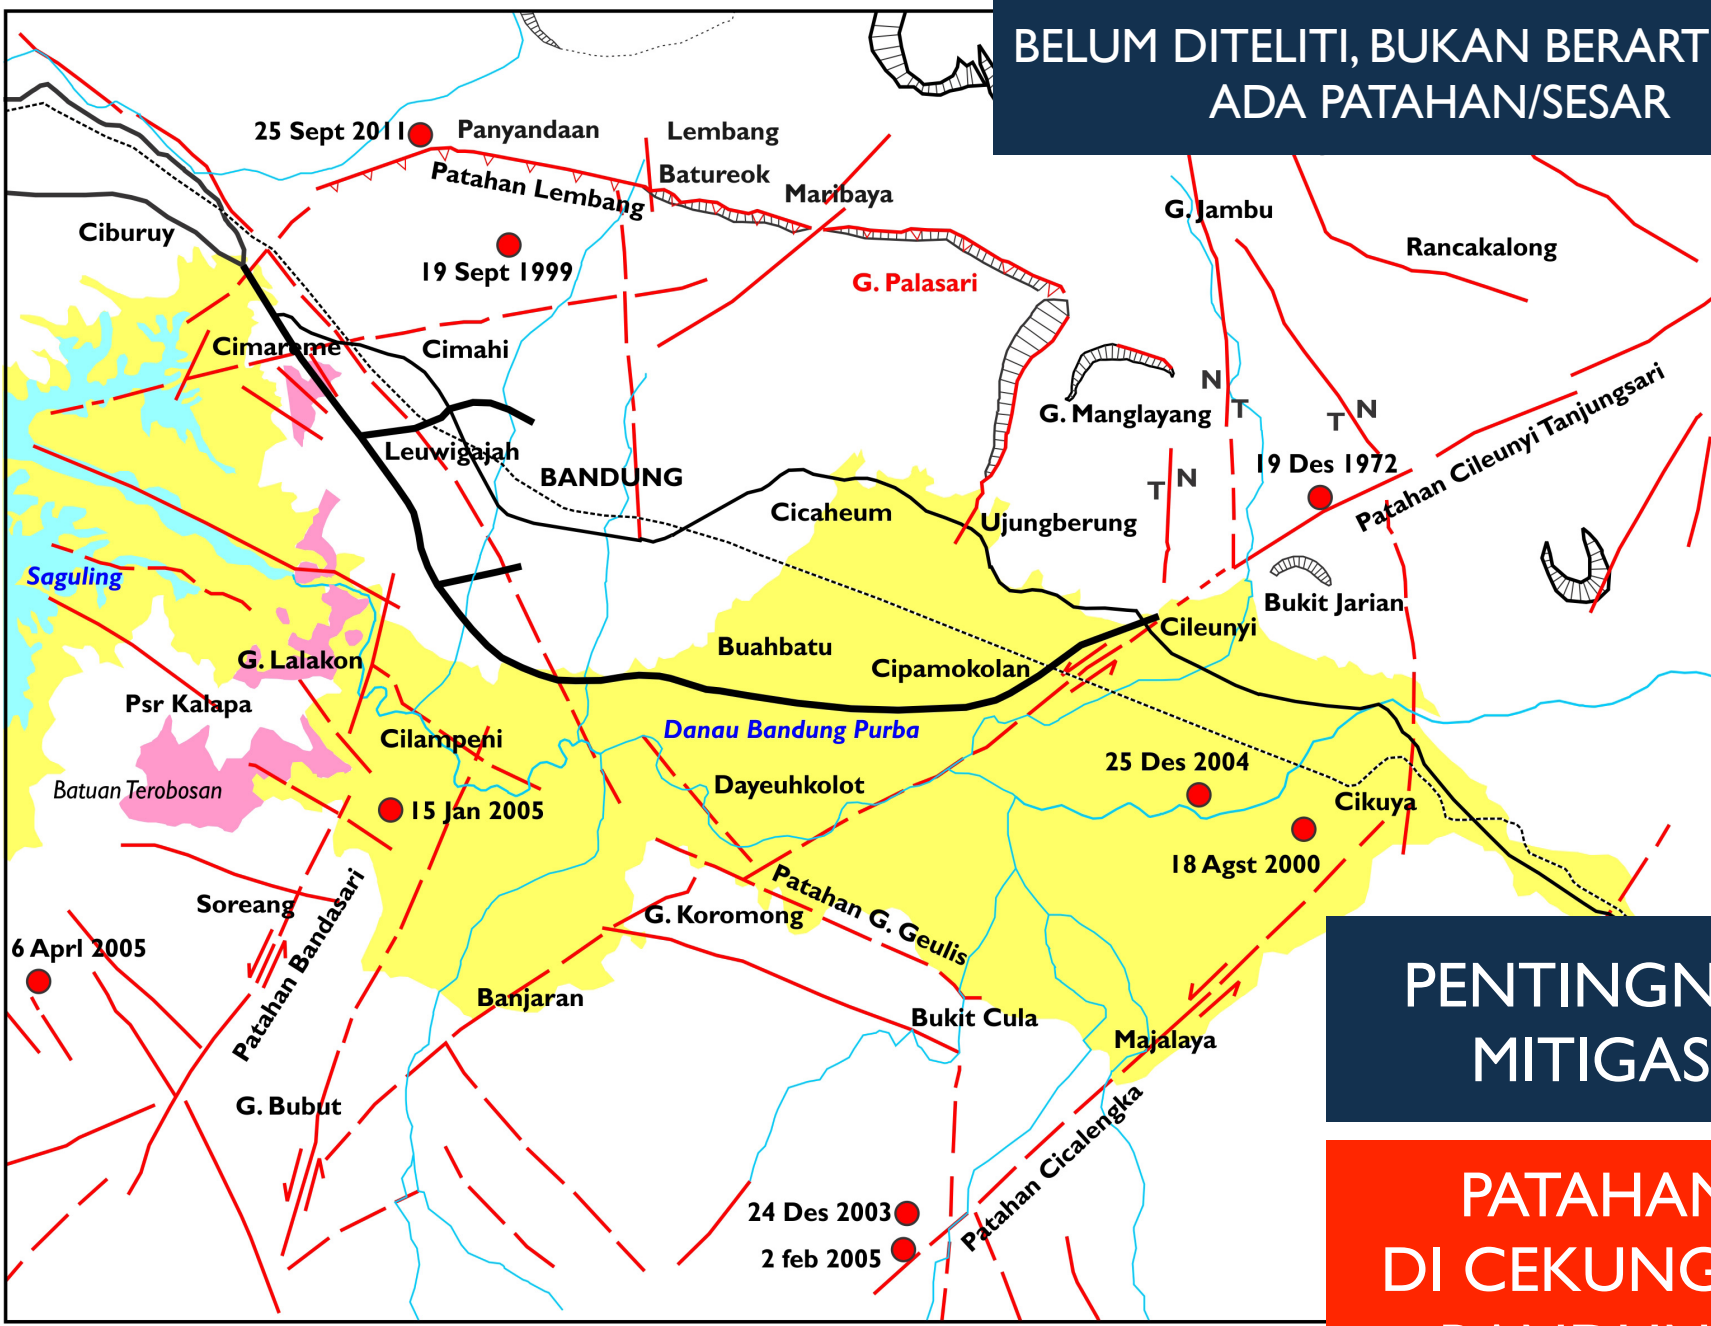 BELUM DITELITI, BUKAN BERART
ADA PATAHAN/SESAR
25 Sept 2011
Panyandaan
Lembang
Patahan Lembang
Batureok
Maribaya
G. Jambu
Ciburuy
Rancakalong
19 Sept 1999
G. Palasari
Cimareme
Cimahi
N
T
G. Manglayang
T
N
Patahan Cileunyi Tanjungsari
Leuwigajah
BANDUNG
19 Des 1972
T
N
Cicaheum
Ujungberung
Saguling
Bukit Jarian
Cileunyi
Buahbatu
G. Lalakon
Cipamokolan
Psr Kalapa
Danau Bandung Purba
Cilampeni
25 Des 2004
Batuan Terobosan
Dayeuhkolot
15 Jan 2005
Cikuya
18 Agst 2000
Patahan G. Geulis
Soreang
G. Koromong
Patahan Bandasari
6 Aprl 2005
Banjaran
Bukit Cula
Majalaya
PENTINGN
MITIGAS
G. Bubut
Patahan Cicalengka
24 Des 2003
2 feb 2005
PATAHAN
DI CEKUNG